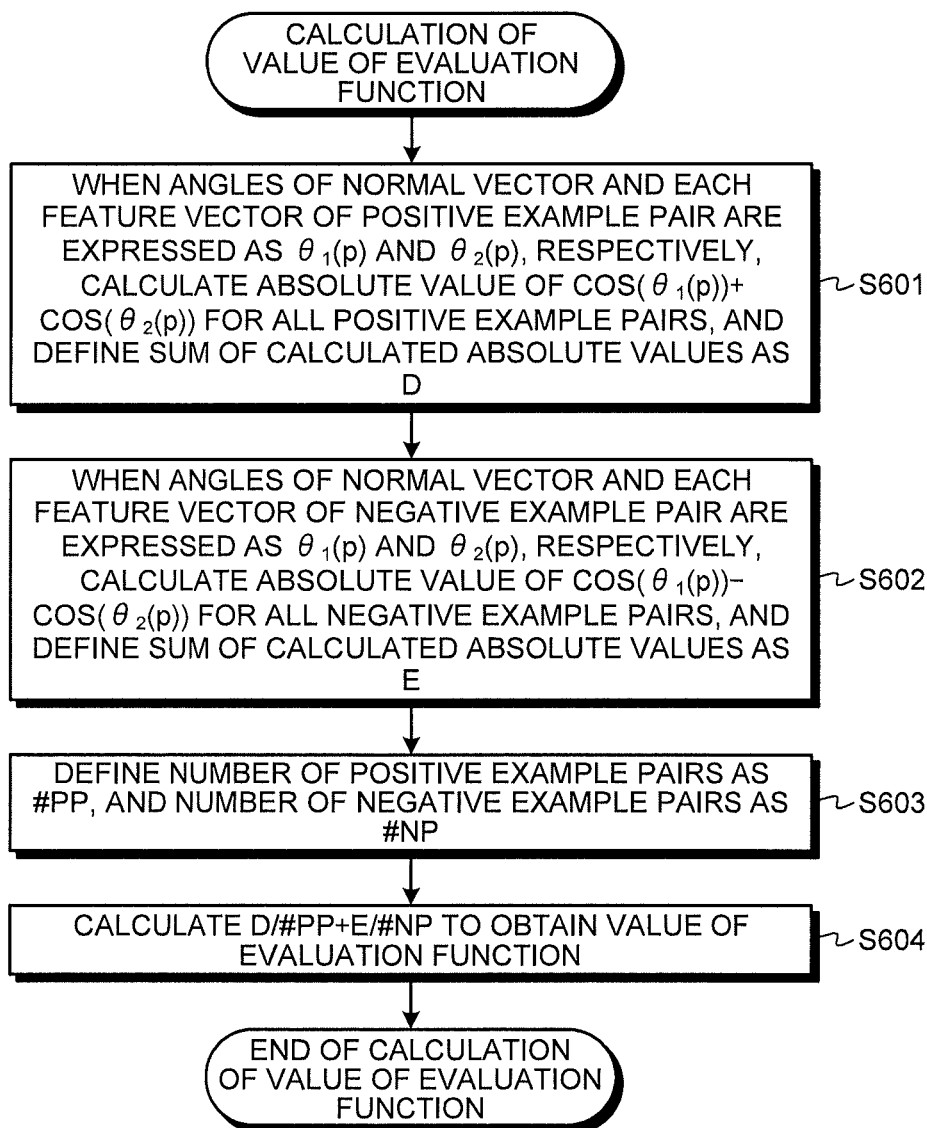 CALCULATION OF
VALUE OF EVALUATION
FUNCTION
WHEN ANGLES OF NORMAL VECTOR AND EACH
FEATURE VECTOR OF POSITIVE EXAMPLE PAIR ARE
EXPRESSED AS θ₁(p) AND θ₂(p), RESPECTIVELY,
CALCULATE ABSOLUTE VALUE OF COS(θ₁(p))+
COS(θ₂(p)) FOR ALL POSITIVE EXAMPLE PAIRS, AND
DEFINE SUM OF CALCULATED ABSOLUTE VALUES AS
D
S601
WHEN ANGLES OF NORMAL VECTOR AND EACH
FEATURE VECTOR OF NEGATIVE EXAMPLE PAIR ARE
EXPRESSED AS θ₁(p) AND θ₂(p), RESPECTIVELY,
CALCULATE ABSOLUTE VALUE OF COS(θ₁(p))−
COS(θ₂(p)) FOR ALL NEGATIVE EXAMPLE PAIRS, AND
DEFINE SUM OF CALCULATED ABSOLUTE VALUES AS
E
S602
DEFINE NUMBER OF POSITIVE EXAMPLE PAIRS AS
#PP, AND NUMBER OF NEGATIVE EXAMPLE PAIRS AS
#NP
S603
CALCULATE D/#PP+E/#NP TO OBTAIN VALUE OF
EVALUATION FUNCTION
S604
END OF CALCULATION
OF VALUE OF EVALUATION
FUNCTION